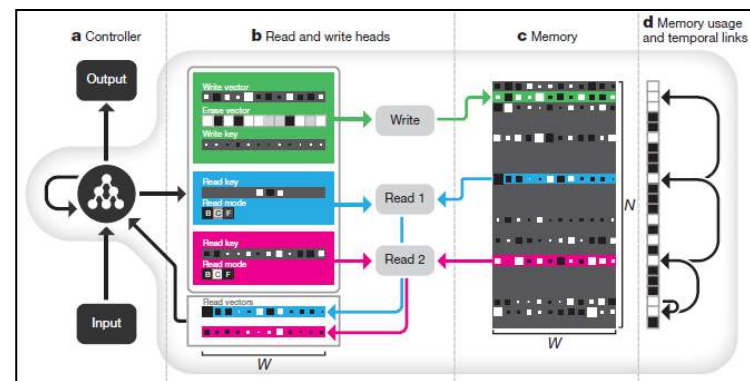 a Controller
b Read and write heads
c Memory
d Memory usage
and temporal links
Output
Input
Write vector
Erase vector
Write key
Read key
Read mode
B C F
Read key
Read mode
B C F
Read vectors
W
Write
Read 1
Read 2
N
W